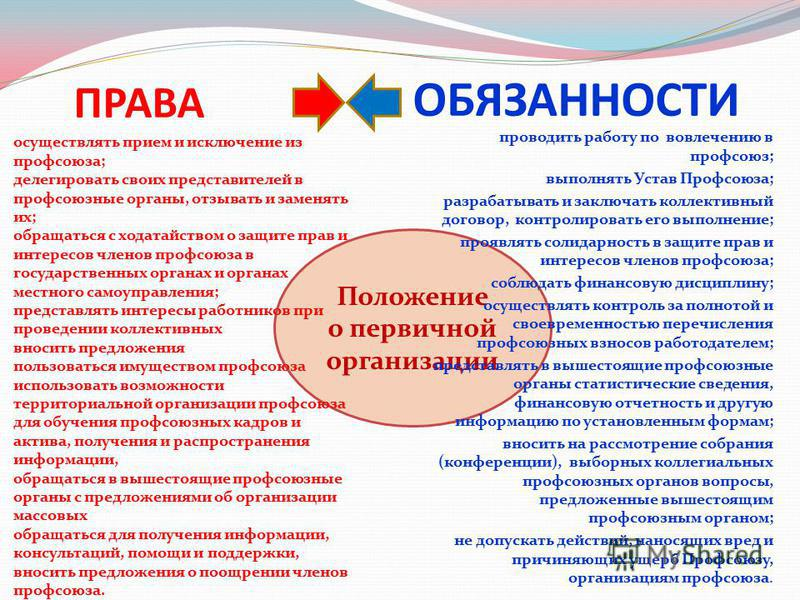 ПРАВА
осуществлять прием и исключение из
профсоюза;
делегировать своих представителей в
профсоюзные органы, отзывать и заменять
их;
обращаться с ходатайством о защите прав и
интересов членов профсоюза в
государственных органах и органах
местного самоуправления;
представлять интересы работников при
проведении коллективных
вносить предложения
пользоваться имуществом профсоюза
использовать возможности
территориальной организации профсоюза
для обучения профсоюзных кадров и
актива, получения и распространения
информации,
обращаться в вышестоящие профсоюзные
органы с предложениями об организации
массовых
обращаться для получения информации,
консультаций, помощи и поддержки,
вносить предложения о поощрении членов
профсоюза.
Положение
о первичной
организации
ОБЯЗАННОСТИ
проводить работу по вовлечению в
профсоюз;
выполнять Устав Профсоюза;
разрабатывать и заключать коллективный
договор, контролировать его выполнение;
проявлять солидарность в защите прав и
интересов членов профсоюза;
соблюдать финансовую дисциплину;
осуществлять контроль за полнотой и
своевременностью перечисления
профсоюзных взносов работодателем;
представлять в вышестоящие профсоюзные
органы статистические сведения,
финансовую отчетность и другую
информацию по установленным формам;
вносить на рассмотрение собрания
(конференции), выборных коллегиальных
профсоюзных органов вопросы,
предложенные вышестоящим
профсоюзным органом;
не допускать действий, наносящих вред и
причиняющих ущерб Профсоюзу,
организациям профсоюза.
MyShared